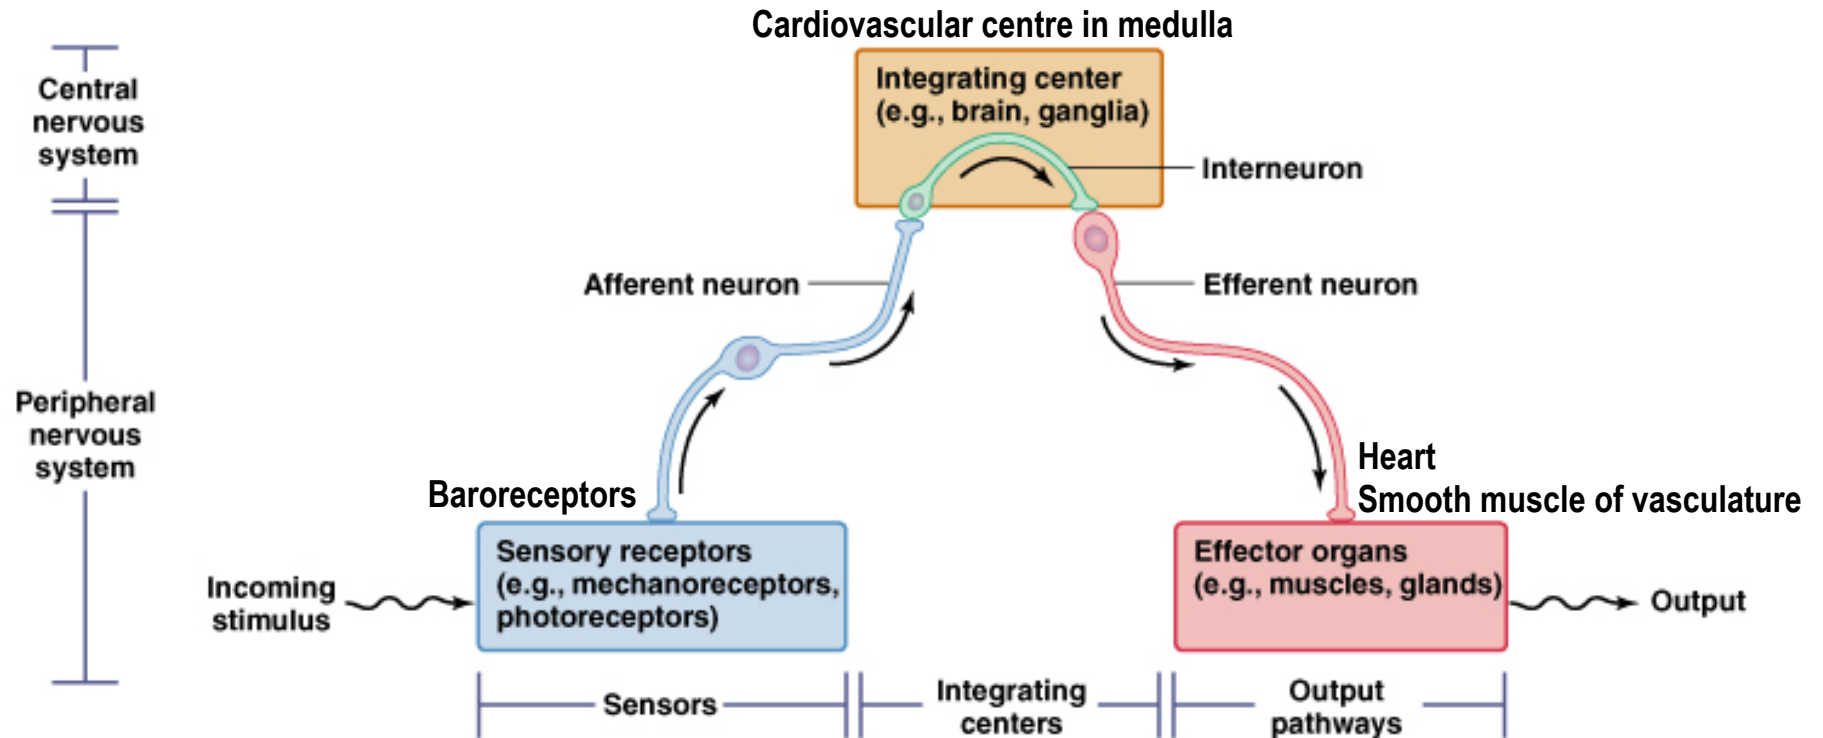 Cardiovascular centre in medulla
Central
nervous
system
Integrating center
(e.g., brain, ganglia)
Interneuron
Afferent neuron
Efferent neuron
Peripheral
nervous
system
Baroreceptors
Heart
Smooth muscle of vasculature
Incoming
stimulus
Sensory receptors
(e.g., mechanoreceptors,
photoreceptors)
Effector organs
(e.g., muscles, glands)
Output
Sensors
Integrating
centers
Output
pathways